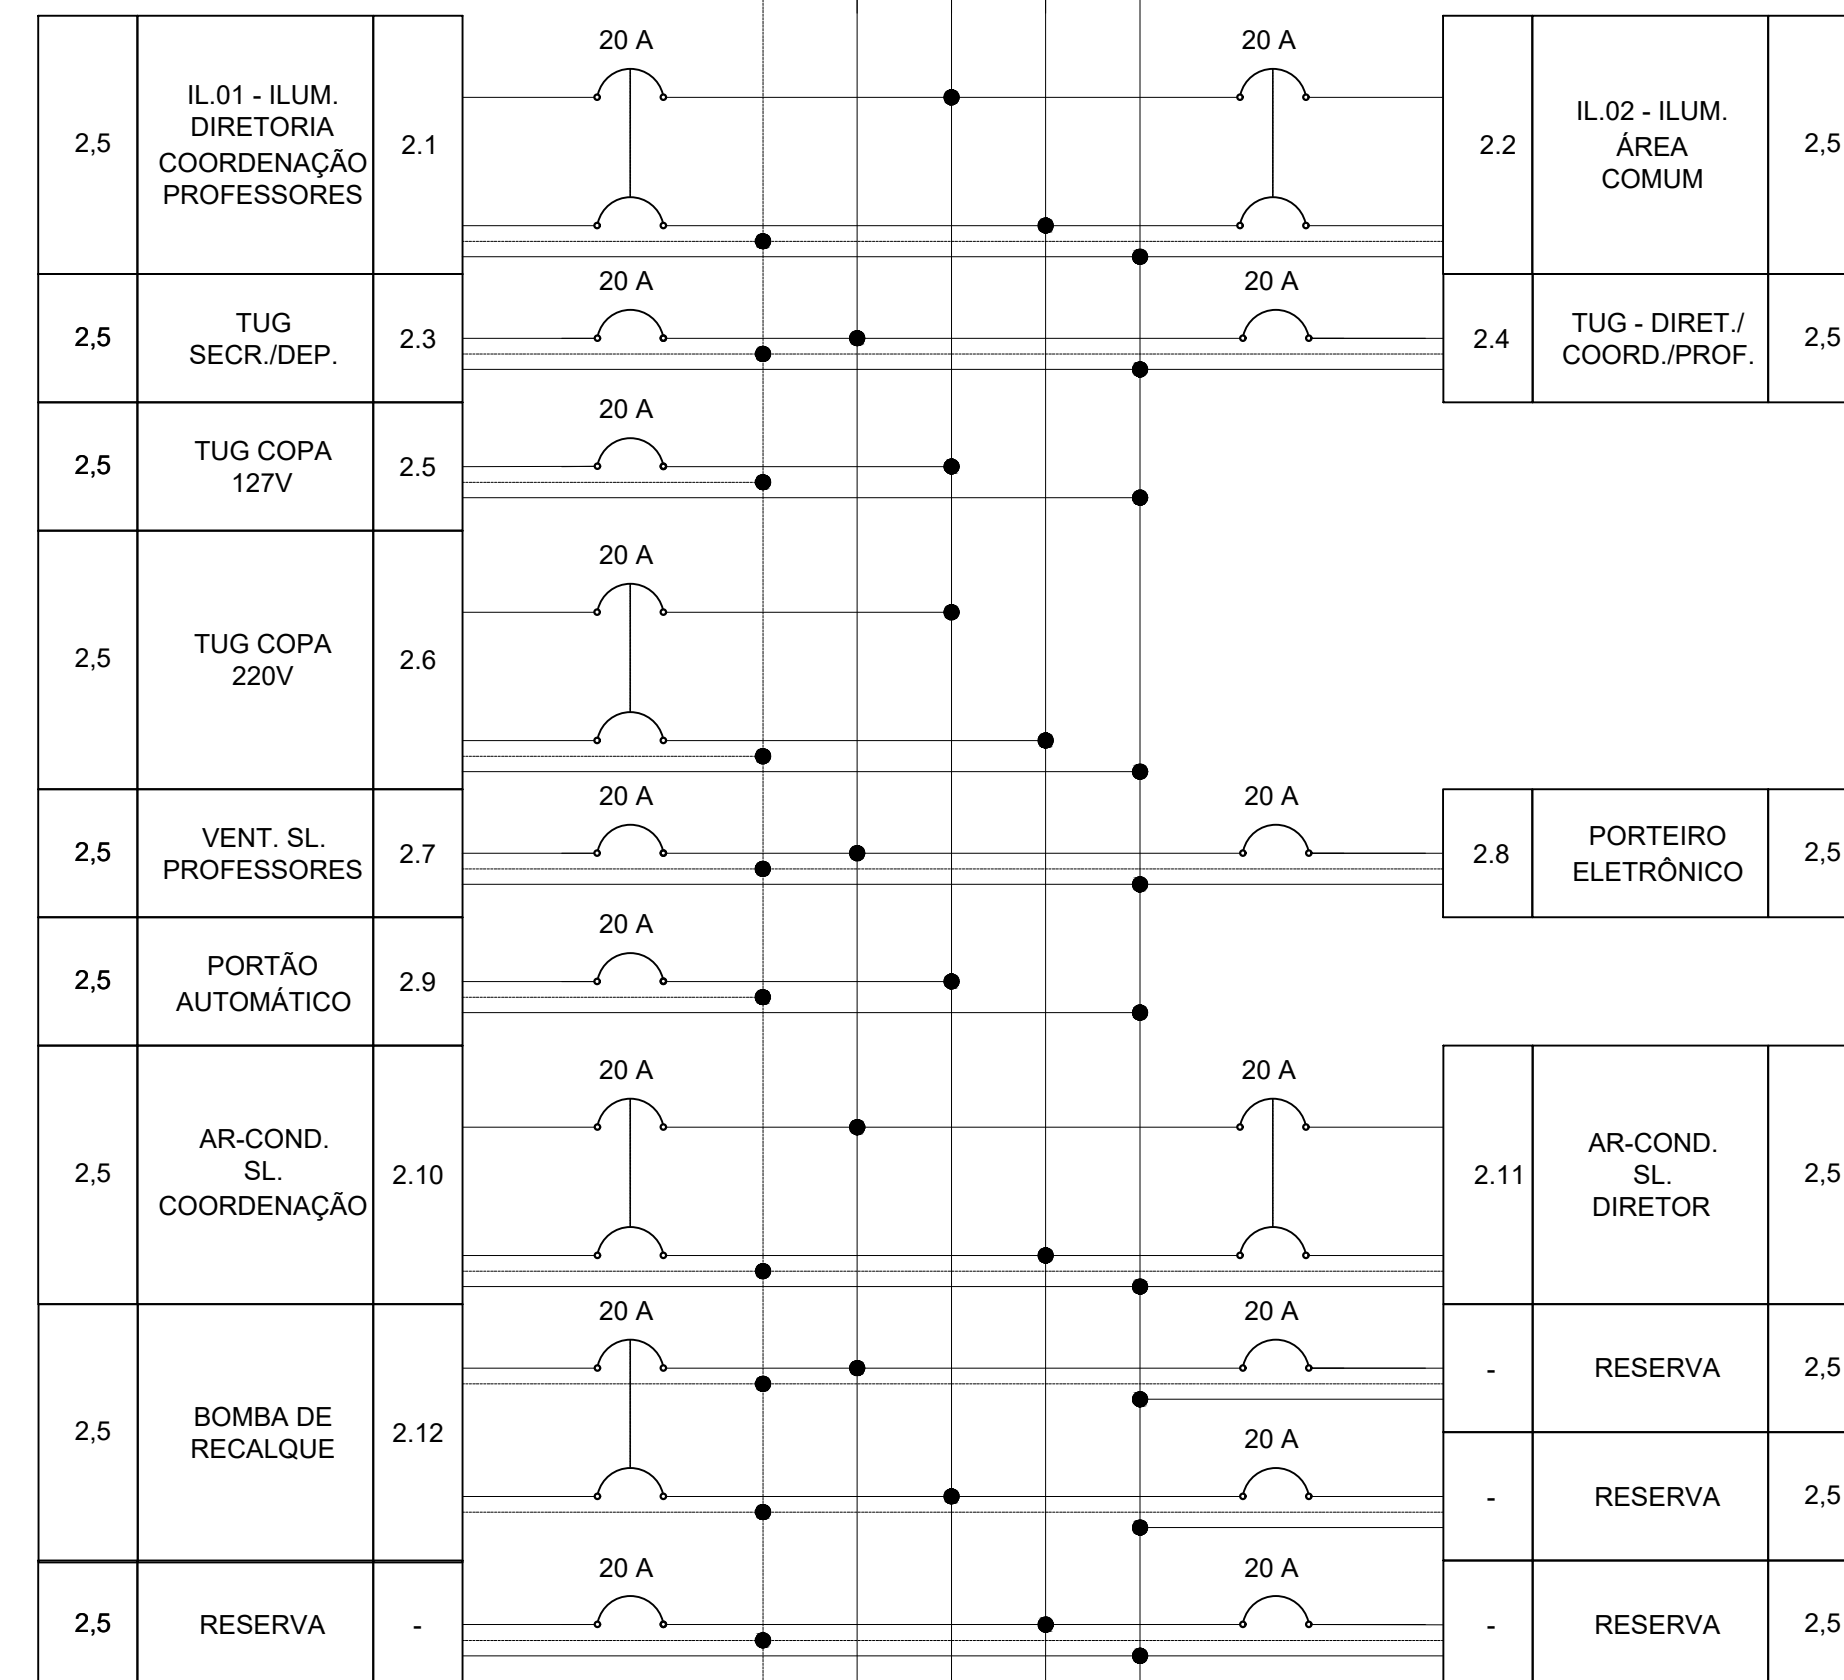 20 A
20 A
2,5
IL.01 - ILUM.
DIRETORIA
COORDENAÇÃO
PROFESSORES
2.1
2.2
IL.02 - ILUM.
ÁREA
COMUM
2,5
20 A
20 A
2,5
TUG
SECR./DEP.
2.3
2.4
TUG - DIRET./
COORD./PROF.
2,5
20 A
2,5
TUG COPA
127V
2.5
20 A
2,5
TUG COPA
220V
2.6
20 A
20 A
2,5
VENT. SL.
PROFESSORES
2.7
2.8
PORTEIRO
ELETRÔNICO
2,5
20 A
2,5
PORTÃO
AUTOMÁTICO
2.9
20 A
20 A
2,5
AR-COND.
SL.
COORDENAÇÃO
2.10
2.11
AR-COND.
SL.
DIRETOR
2,5
20 A
20 A
2,5
BOMBA DE
RECALQUE
2.12
-
RESERVA
2,5
20 A
-
RESERVA
2,5
20 A
20 A
2,5
RESERVA
-
-
RESERVA
2,5